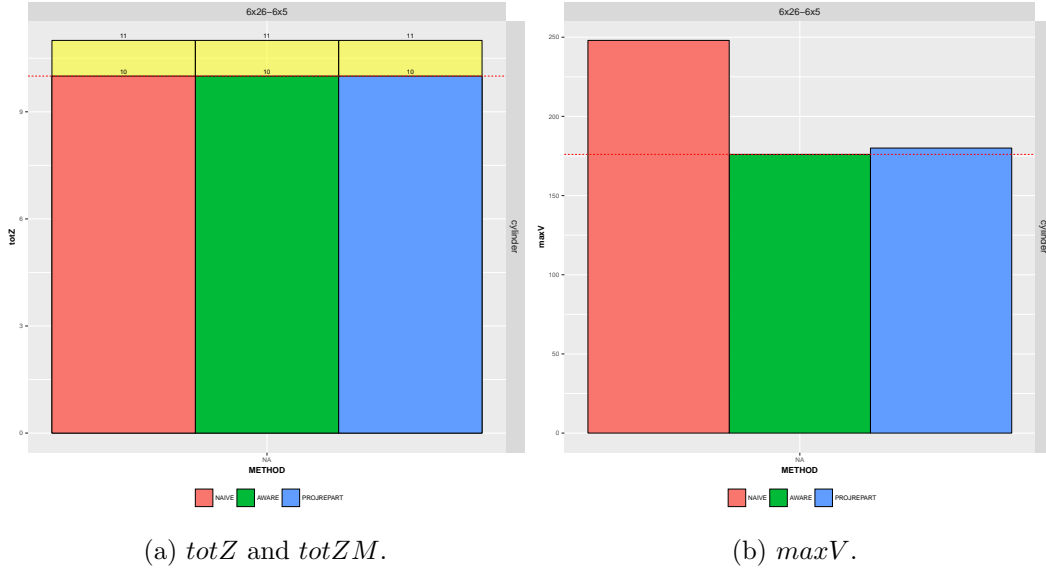 6x26−6x5
11 11 11
10 10 10
9
6
3
0
totZ
cylinder
NA
METHOD
NAIVE AWARE PROJREPART
(a) totZ and totZM.
6x26−6x5
250
200
150
100
50
0
maxV
cylinder
NA
METHOD
NAIVE AWARE PROJREPART
(b) maxV.